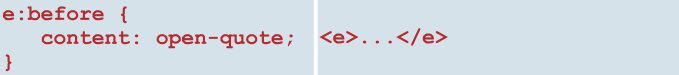 e:before {
   content: open-quote;
}
<e>...</e>